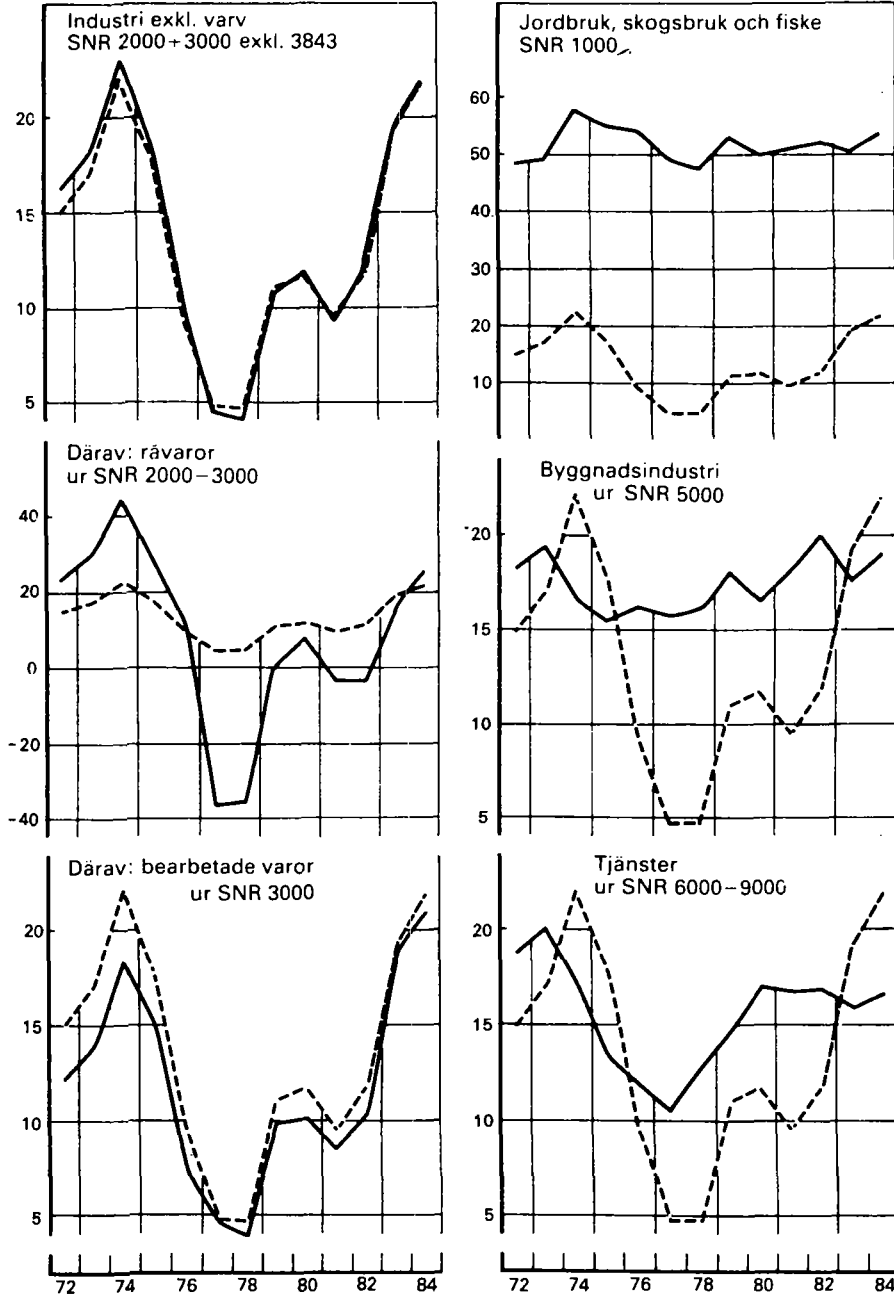 Industri exkl. varv
SNR 2000+3000 exkl. 3843
20
15
10
5
Jordbruk, skogsbruk och fiske
SNR 1000
60
50
40
30
20
10
Därav: råvaror
ur SNR 2000–3000
40
20
0
-20
-40
Byggnadsindustri
ur SNR 5000
20
15
10
5
Därav: bearbetade varor
ur SNR 3000
20
15
10
5
72 74 76 78 80 82 84
Tjänster
ur SNR 6000–9000
20
15
10
5
72 74 76 78 80 82 84